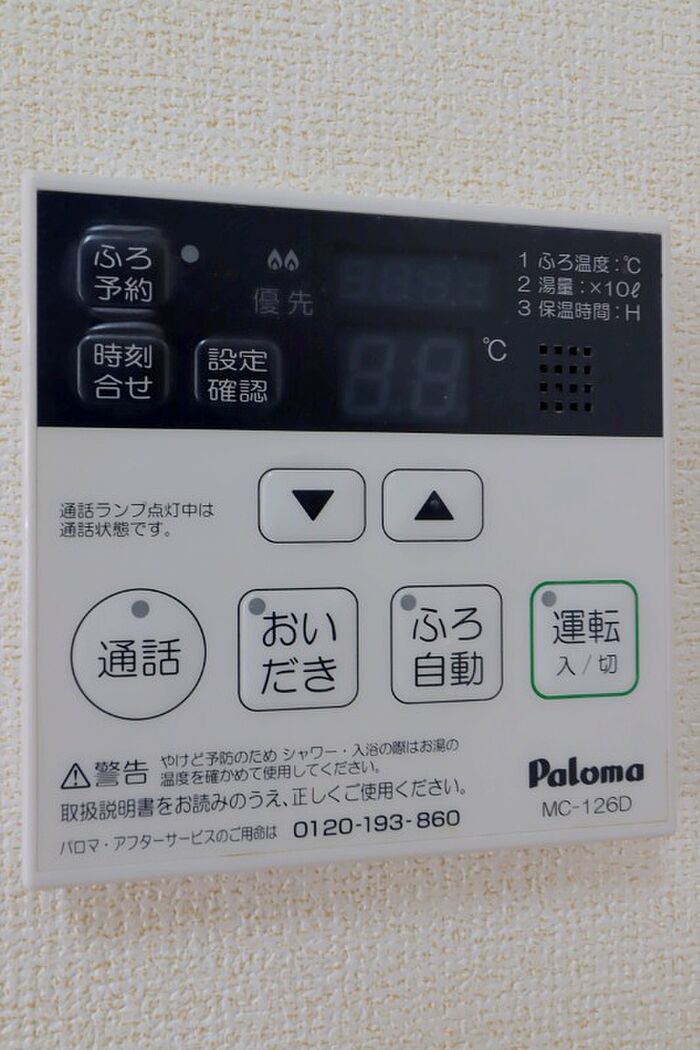 ふろ
予約
優先
1 ふろ温度:℃
2 湯量:×10ℓ
3 保温時間:H
時刻
合せ
設定
確認
℃
▼
▲
通話ランプ点灯中は
通話状態です。
通話
おい
だき
ふろ
自動
運転
入/切
⚠警告
やけど予防のため シャワー・入浴の際はお湯の
温度を確かめて使用してください。
取扱説明書をお読みのうえ、正しくご使用ください。
パロマ・アフターサービスのご用命は 0120-193-860
Paloma
MC-126D